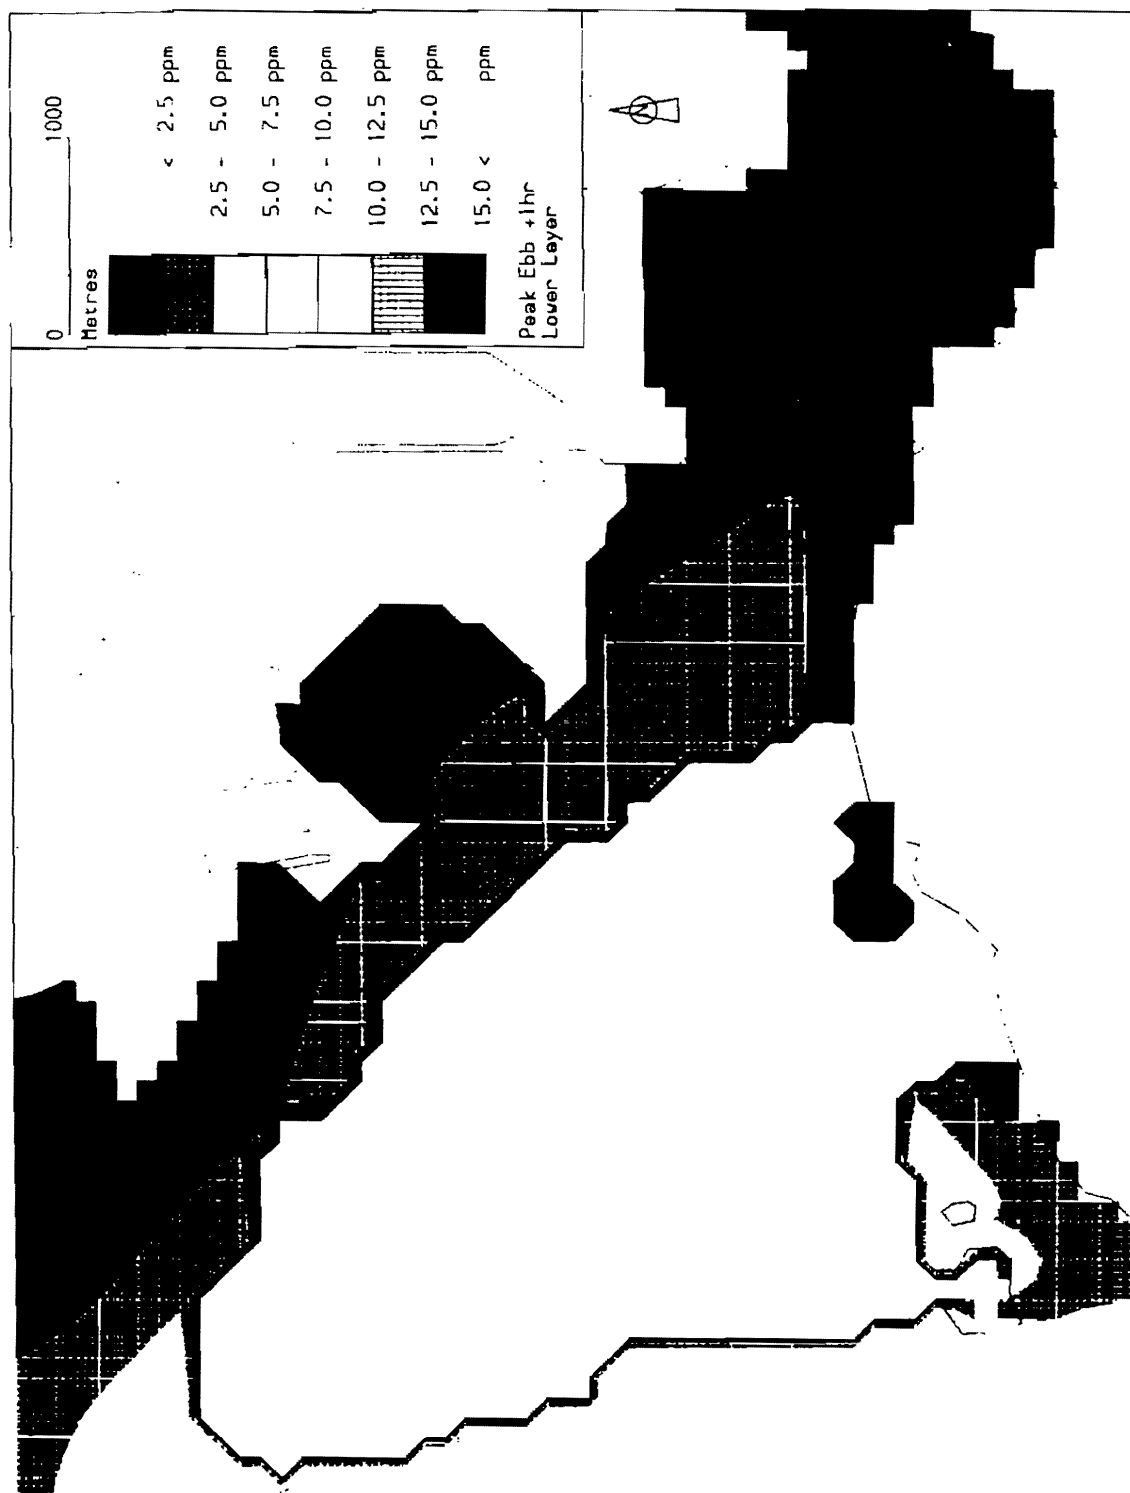 0 1000
Metres
< 2.5 ppm
2.5 - 5.0 ppm
5.0 - 7.5 ppm
7.5 - 10.0 ppm
10.0 - 12.5 ppm
12.5 - 15.0 ppm
15.0 < ppm
Peak Ebb +1hr
Lower Layer
N